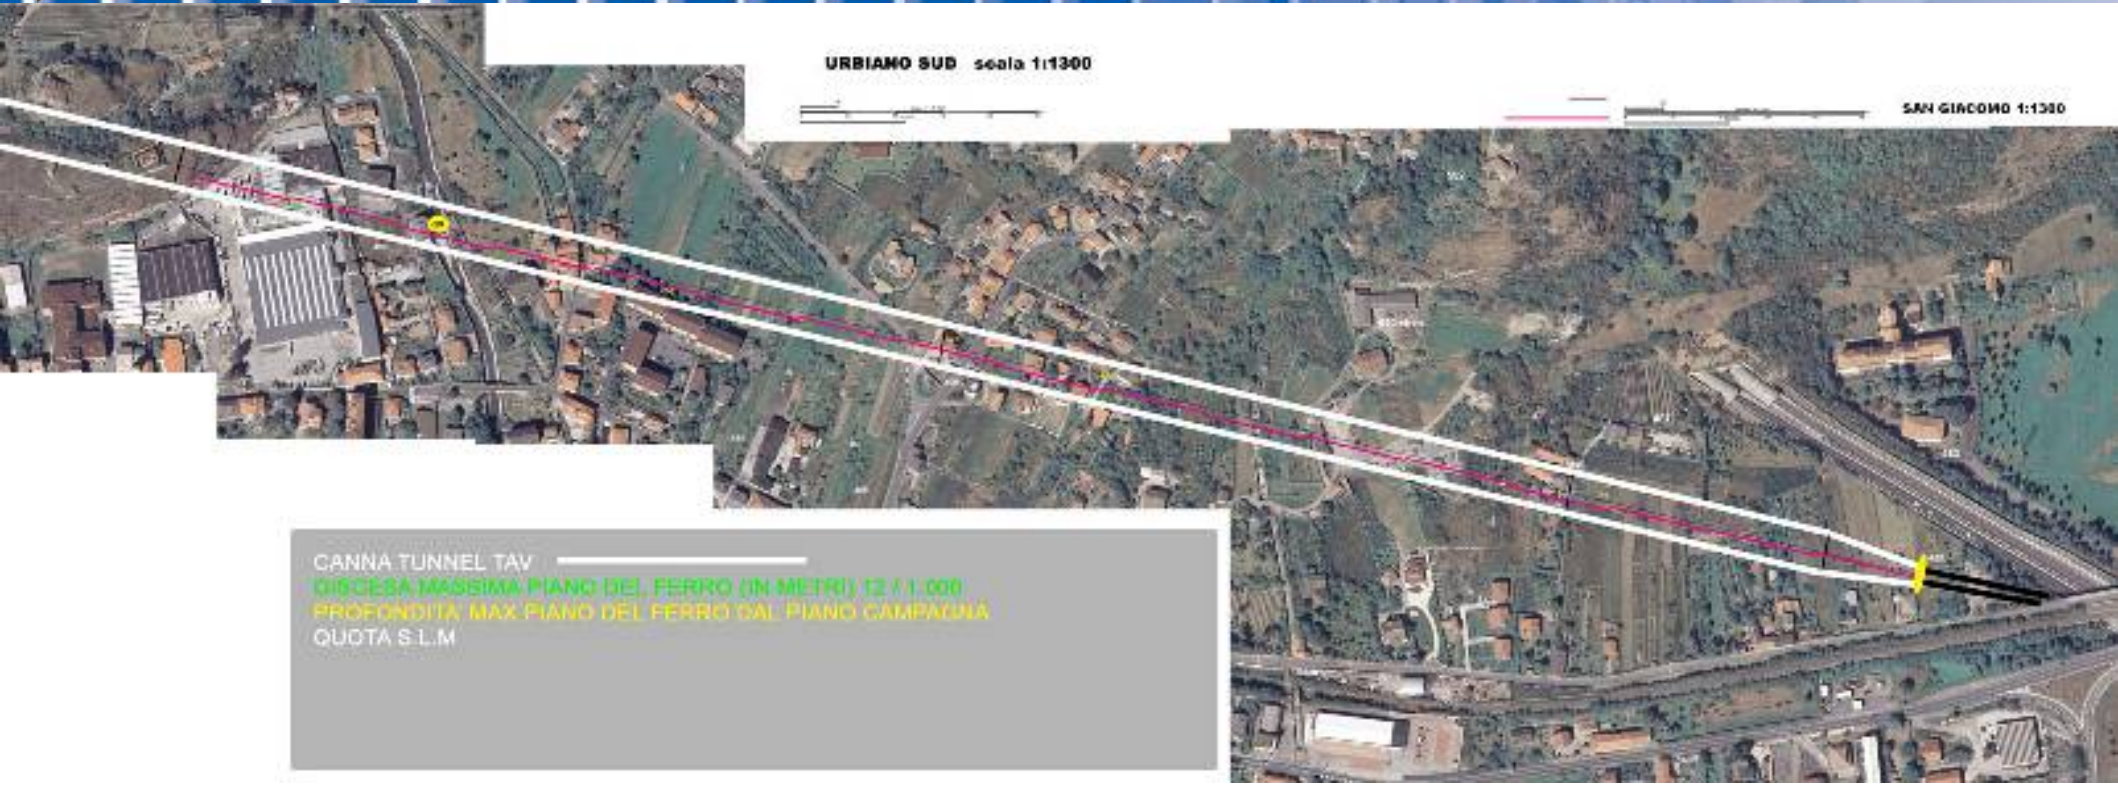 URBIANO SUD scala 1:1300
SAN GIACOMO 1:1300
CANNA TUNNEL TAV
DISCESA MASSIMA PIANO DEL FERRO (IN METRI) 12 / 1.000
PROFONDITA' MAX PIANO DEL FERRO DAL PIANO CAMPAGNA
QUOTA S.L.M